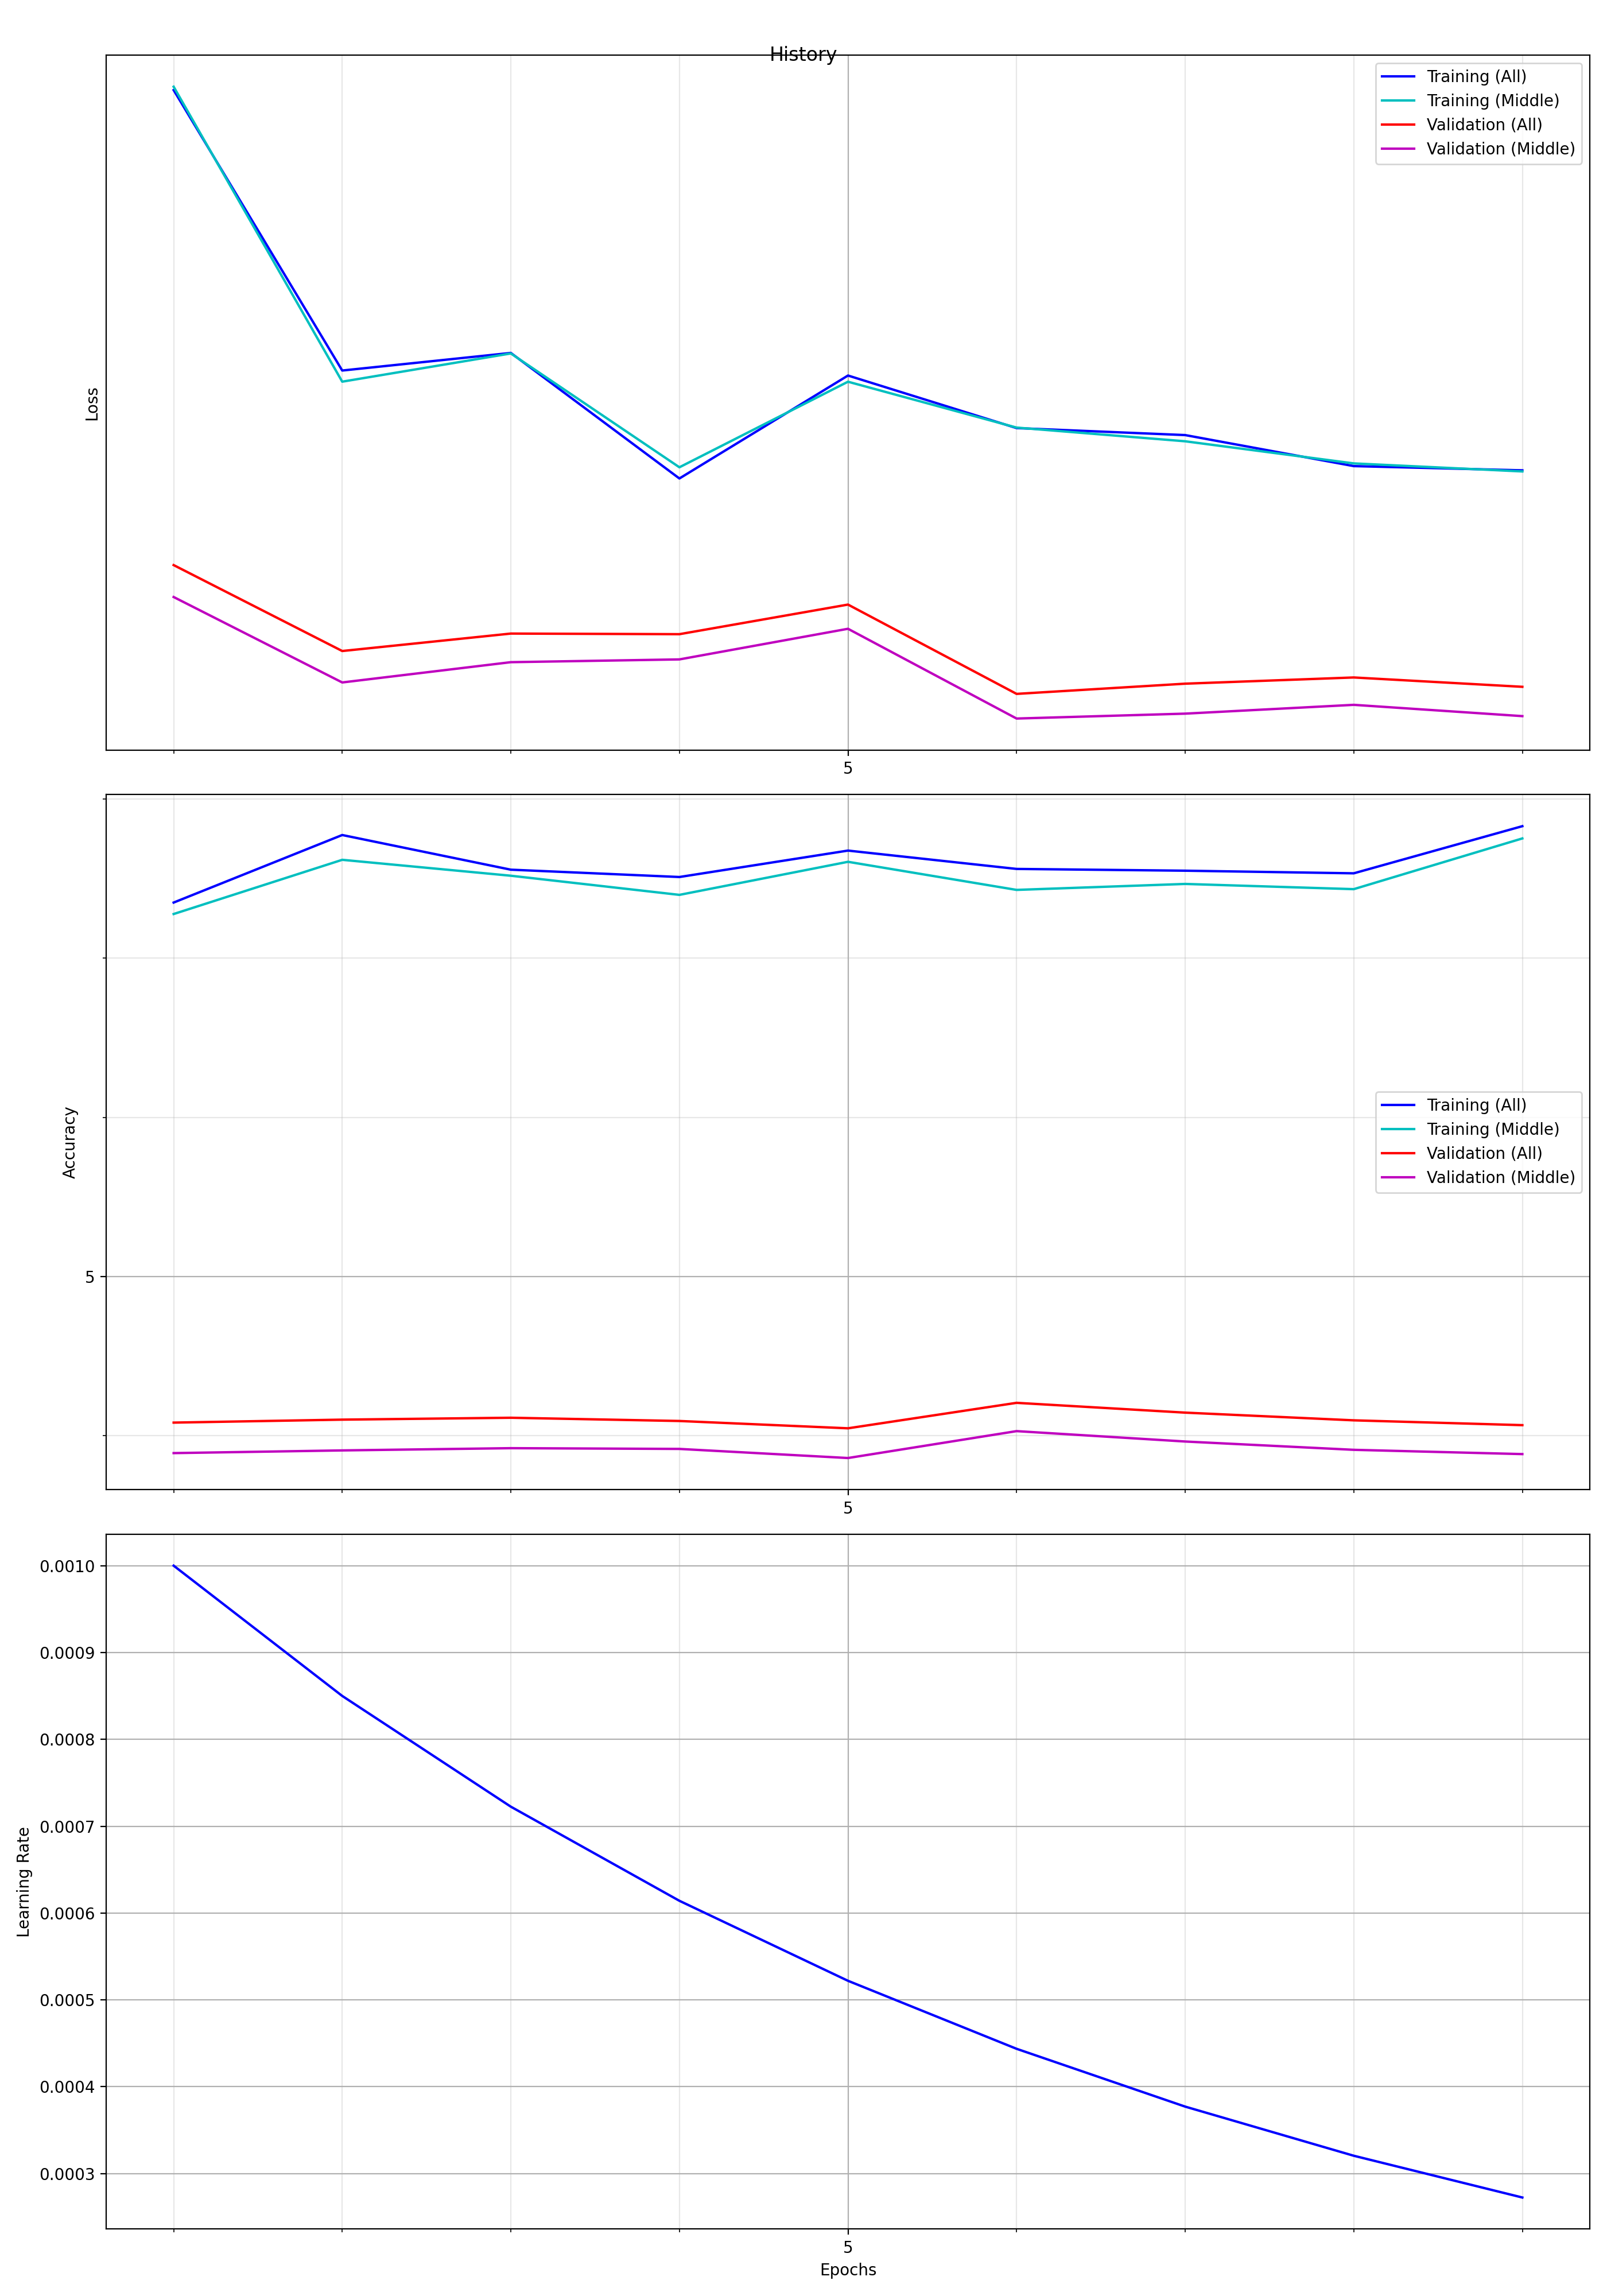 History
Training (All)
Training (Middle)
Validation (All)
Validation (Middle)
Loss
5
Training (All)
Training (Middle)
Validation (All)
Validation (Middle)
Accuracy
5
5
0.0010
0.0009
0.0008
0.0007
0.0006
0.0005
0.0004
0.0003
Learning Rate
5
Epochs